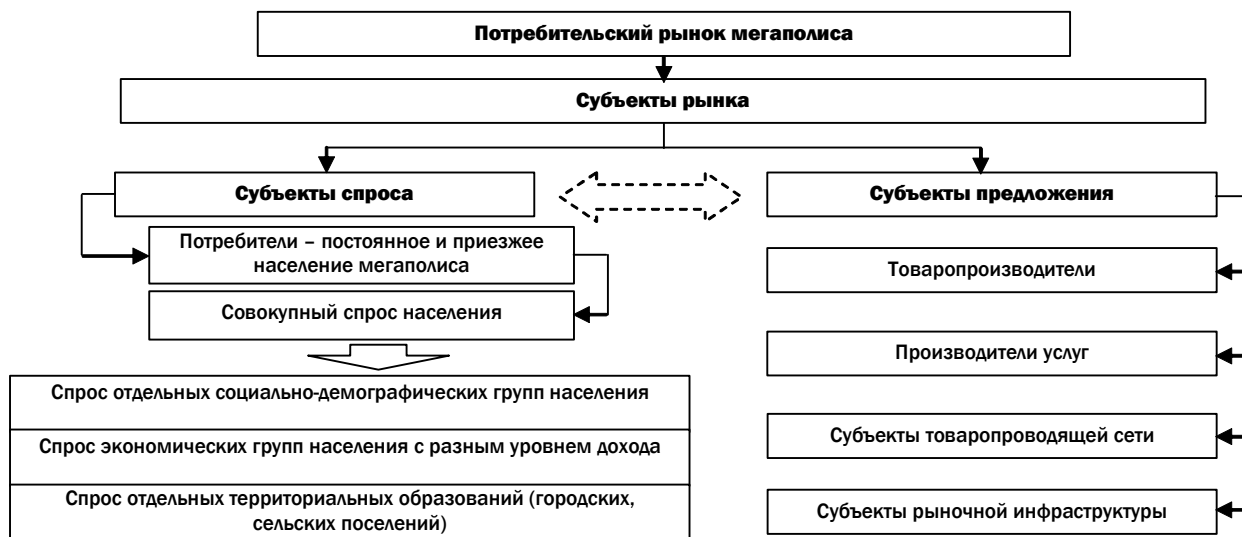 Потребительский рынок мегаполиса
Субъекты рынка
Субъекты спроса
Потребители – постоянное и приезжее
население мегаполиса
Совокупный спрос населения
Спрос отдельных социально-демографических групп населения
Спрос экономических групп населения с разным уровнем дохода
Спрос отдельных территориальных образований (городских,
сельских поселений)
Субъекты предложения
Товаропроизводители
Производители услуг
Субъекты товаропроводящей сети
Субъекты рыночной инфраструктуры